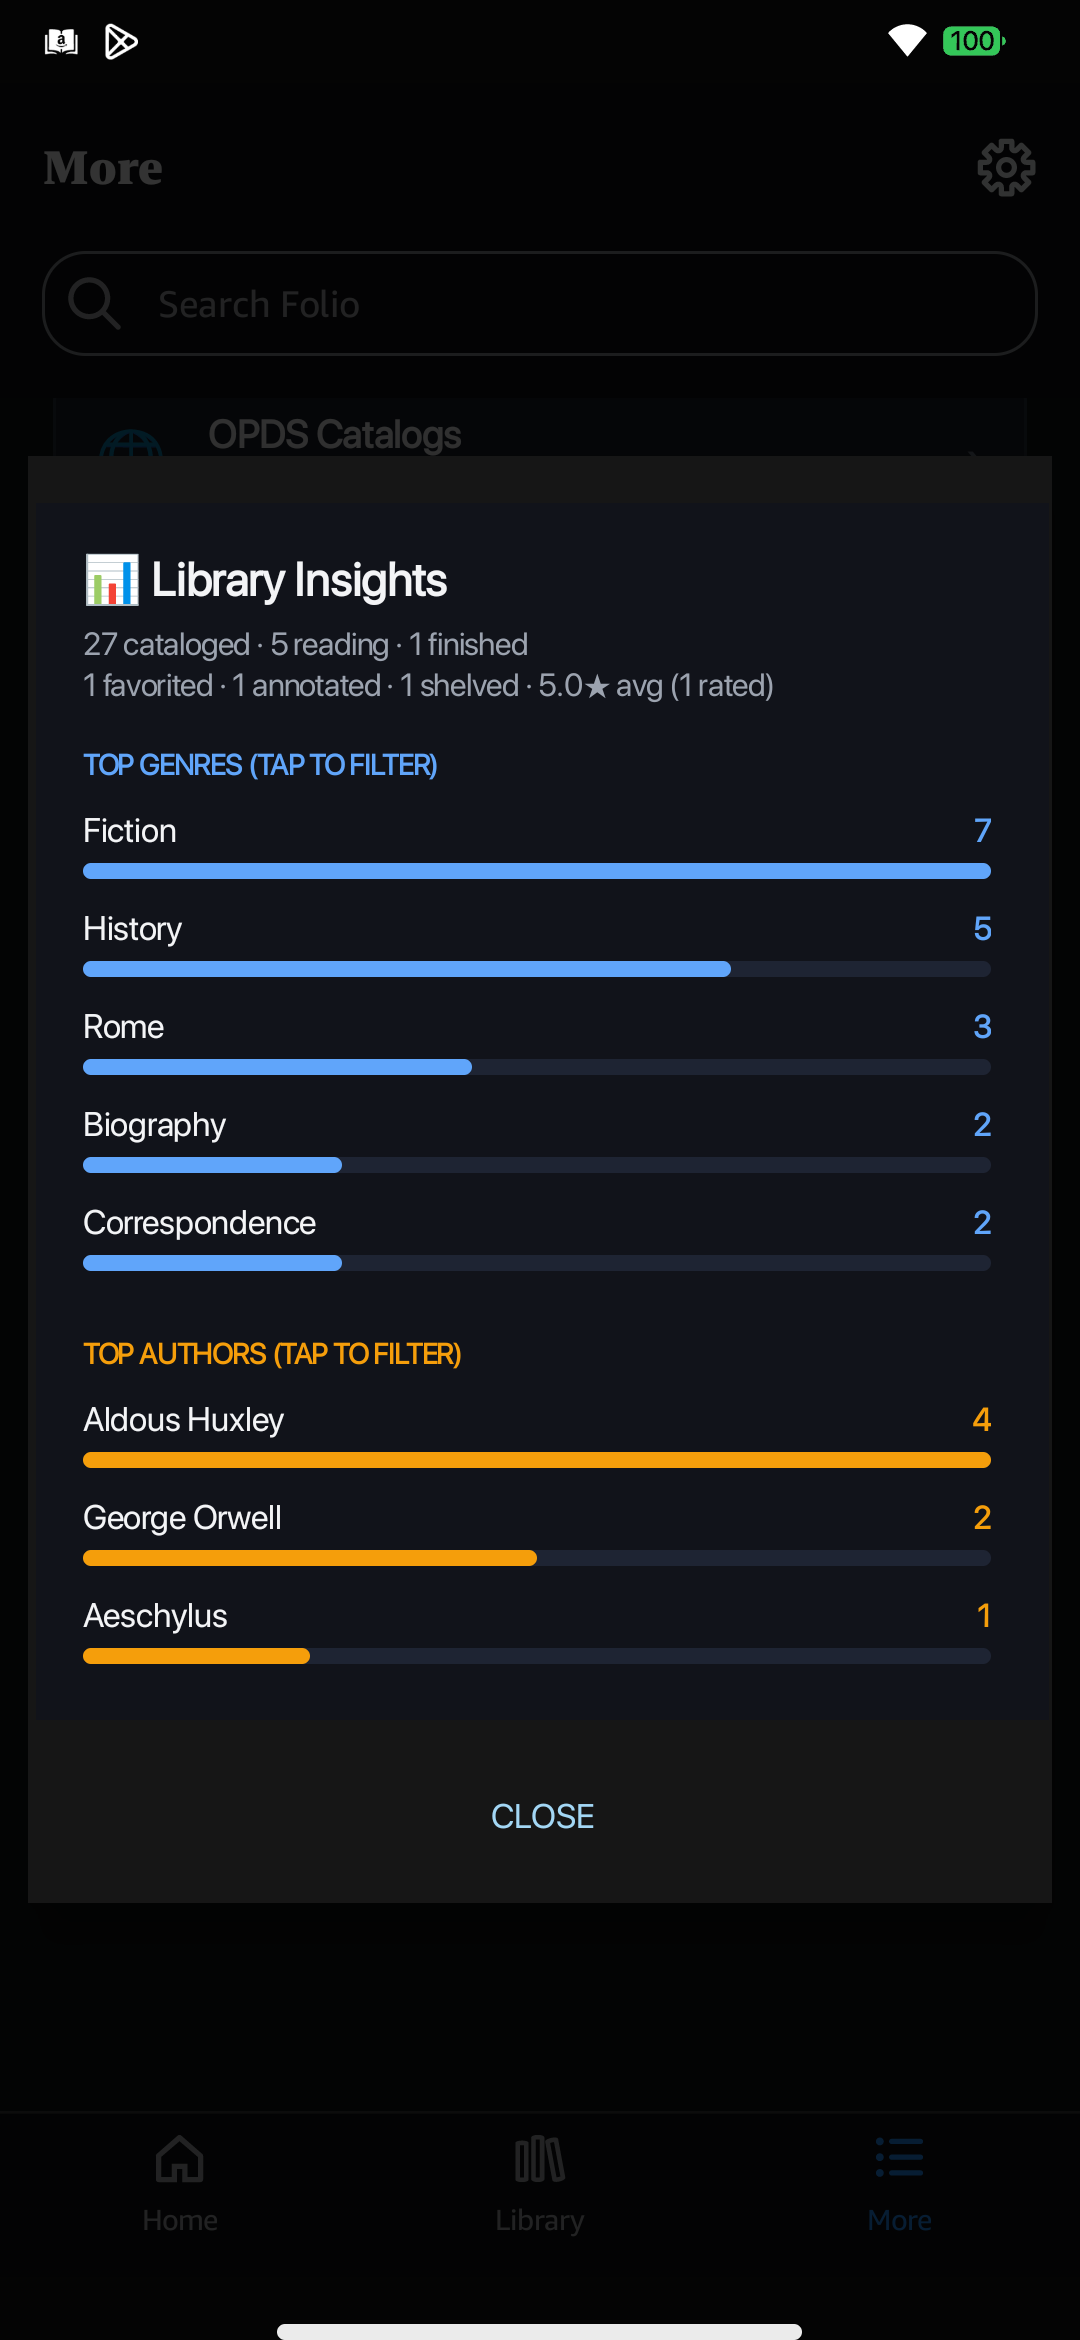 100
More
Search Folio
OPDS Catalogs
📊 Library Insights
27 cataloged · 5 reading · 1 finished
1 favorited · 1 annotated · 1 shelved · 5.0★ avg (1 rated)
TOP GENRES (TAP TO FILTER)
Fiction 7
History 5
Rome 3
Biography 2
Correspondence 2
TOP AUTHORS (TAP TO FILTER)
Aldous Huxley 4
George Orwell 2
Aeschylus 1
CLOSE
Home Library More